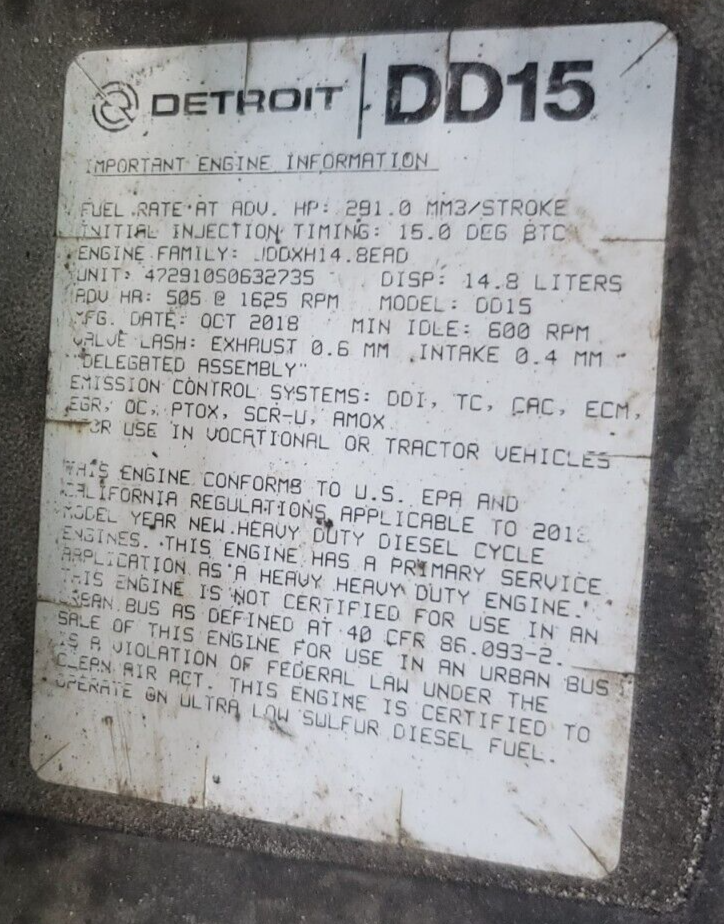 DETROIT DD15
IMPORTANT ENGINE INFORMATION
FUEL RATE AT ADV. HP: 291.0 MM3/STROKE
INITIAL INJECTION TIMING: 15.0 DEG BTC
ENGINE FAMILY: JDDXH14.8EAD
UNIT: 472910S0632735 DISP: 14.8 LITERS
ADV HR: 505 @ 1625 RPM MODEL: DD15
MFG. DATE: OCT 2018 MIN IDLE: 600 RPM
VALVE LASH: EXHAUST 0.6 MM INTAKE 0.4 MM
"DELEGATED ASSEMBLY"
EMISSION CONTROL SYSTEMS: DDI, TC, CAC, ECM,
EGR, OC, PTOX, SCR-U, AMOX
FOR USE IN VOCATIONAL OR TRACTOR VEHICLES
THIS ENGINE CONFORMS TO U.S. EPA AND
CALIFORNIA REGULATIONS APPLICABLE TO 2018
MODEL YEAR NEW HEAVY DUTY DIESEL CYCLE
ENGINES. THIS ENGINE HAS A PRIMARY SERVICE
APPLICATION AS A HEAVY HEAVY DUTY ENGINE.
THIS ENGINE IS NOT CERTIFIED FOR USE IN AN
URBAN BUS AS DEFINED AT 40 CFR 86.093-2.
SALE OF THIS ENGINE FOR USE IN AN URBAN BUS
IS A VIOLATION OF FEDERAL LAW UNDER THE
CLEAN AIR ACT. THIS ENGINE IS CERTIFIED TO
OPERATE ON ULTRA LOW SULFUR DIESEL FUEL.